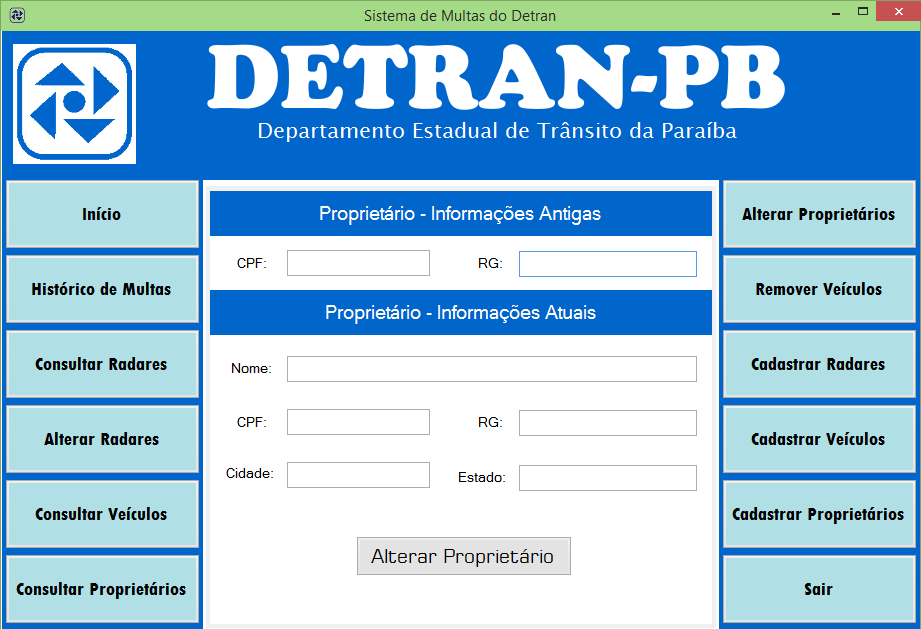 Sistema de Multas do Detran
DETRAN-PB
Departamento Estadual de Trânsito da Paraíba
Início
Histórico de Multas
Consultar Radares
Alterar Radares
Consultar Veículos
Consultar Proprietários
Proprietário - Informações Antigas
CPF:
RG:
Proprietário - Informações Atuais
Nome:
CPF:
RG:
Cidade:
Estado:
Alterar Proprietário
Alterar Proprietários
Remover Veículos
Cadastrar Radares
Cadastrar Veículos
Cadastrar Proprietários
Sair